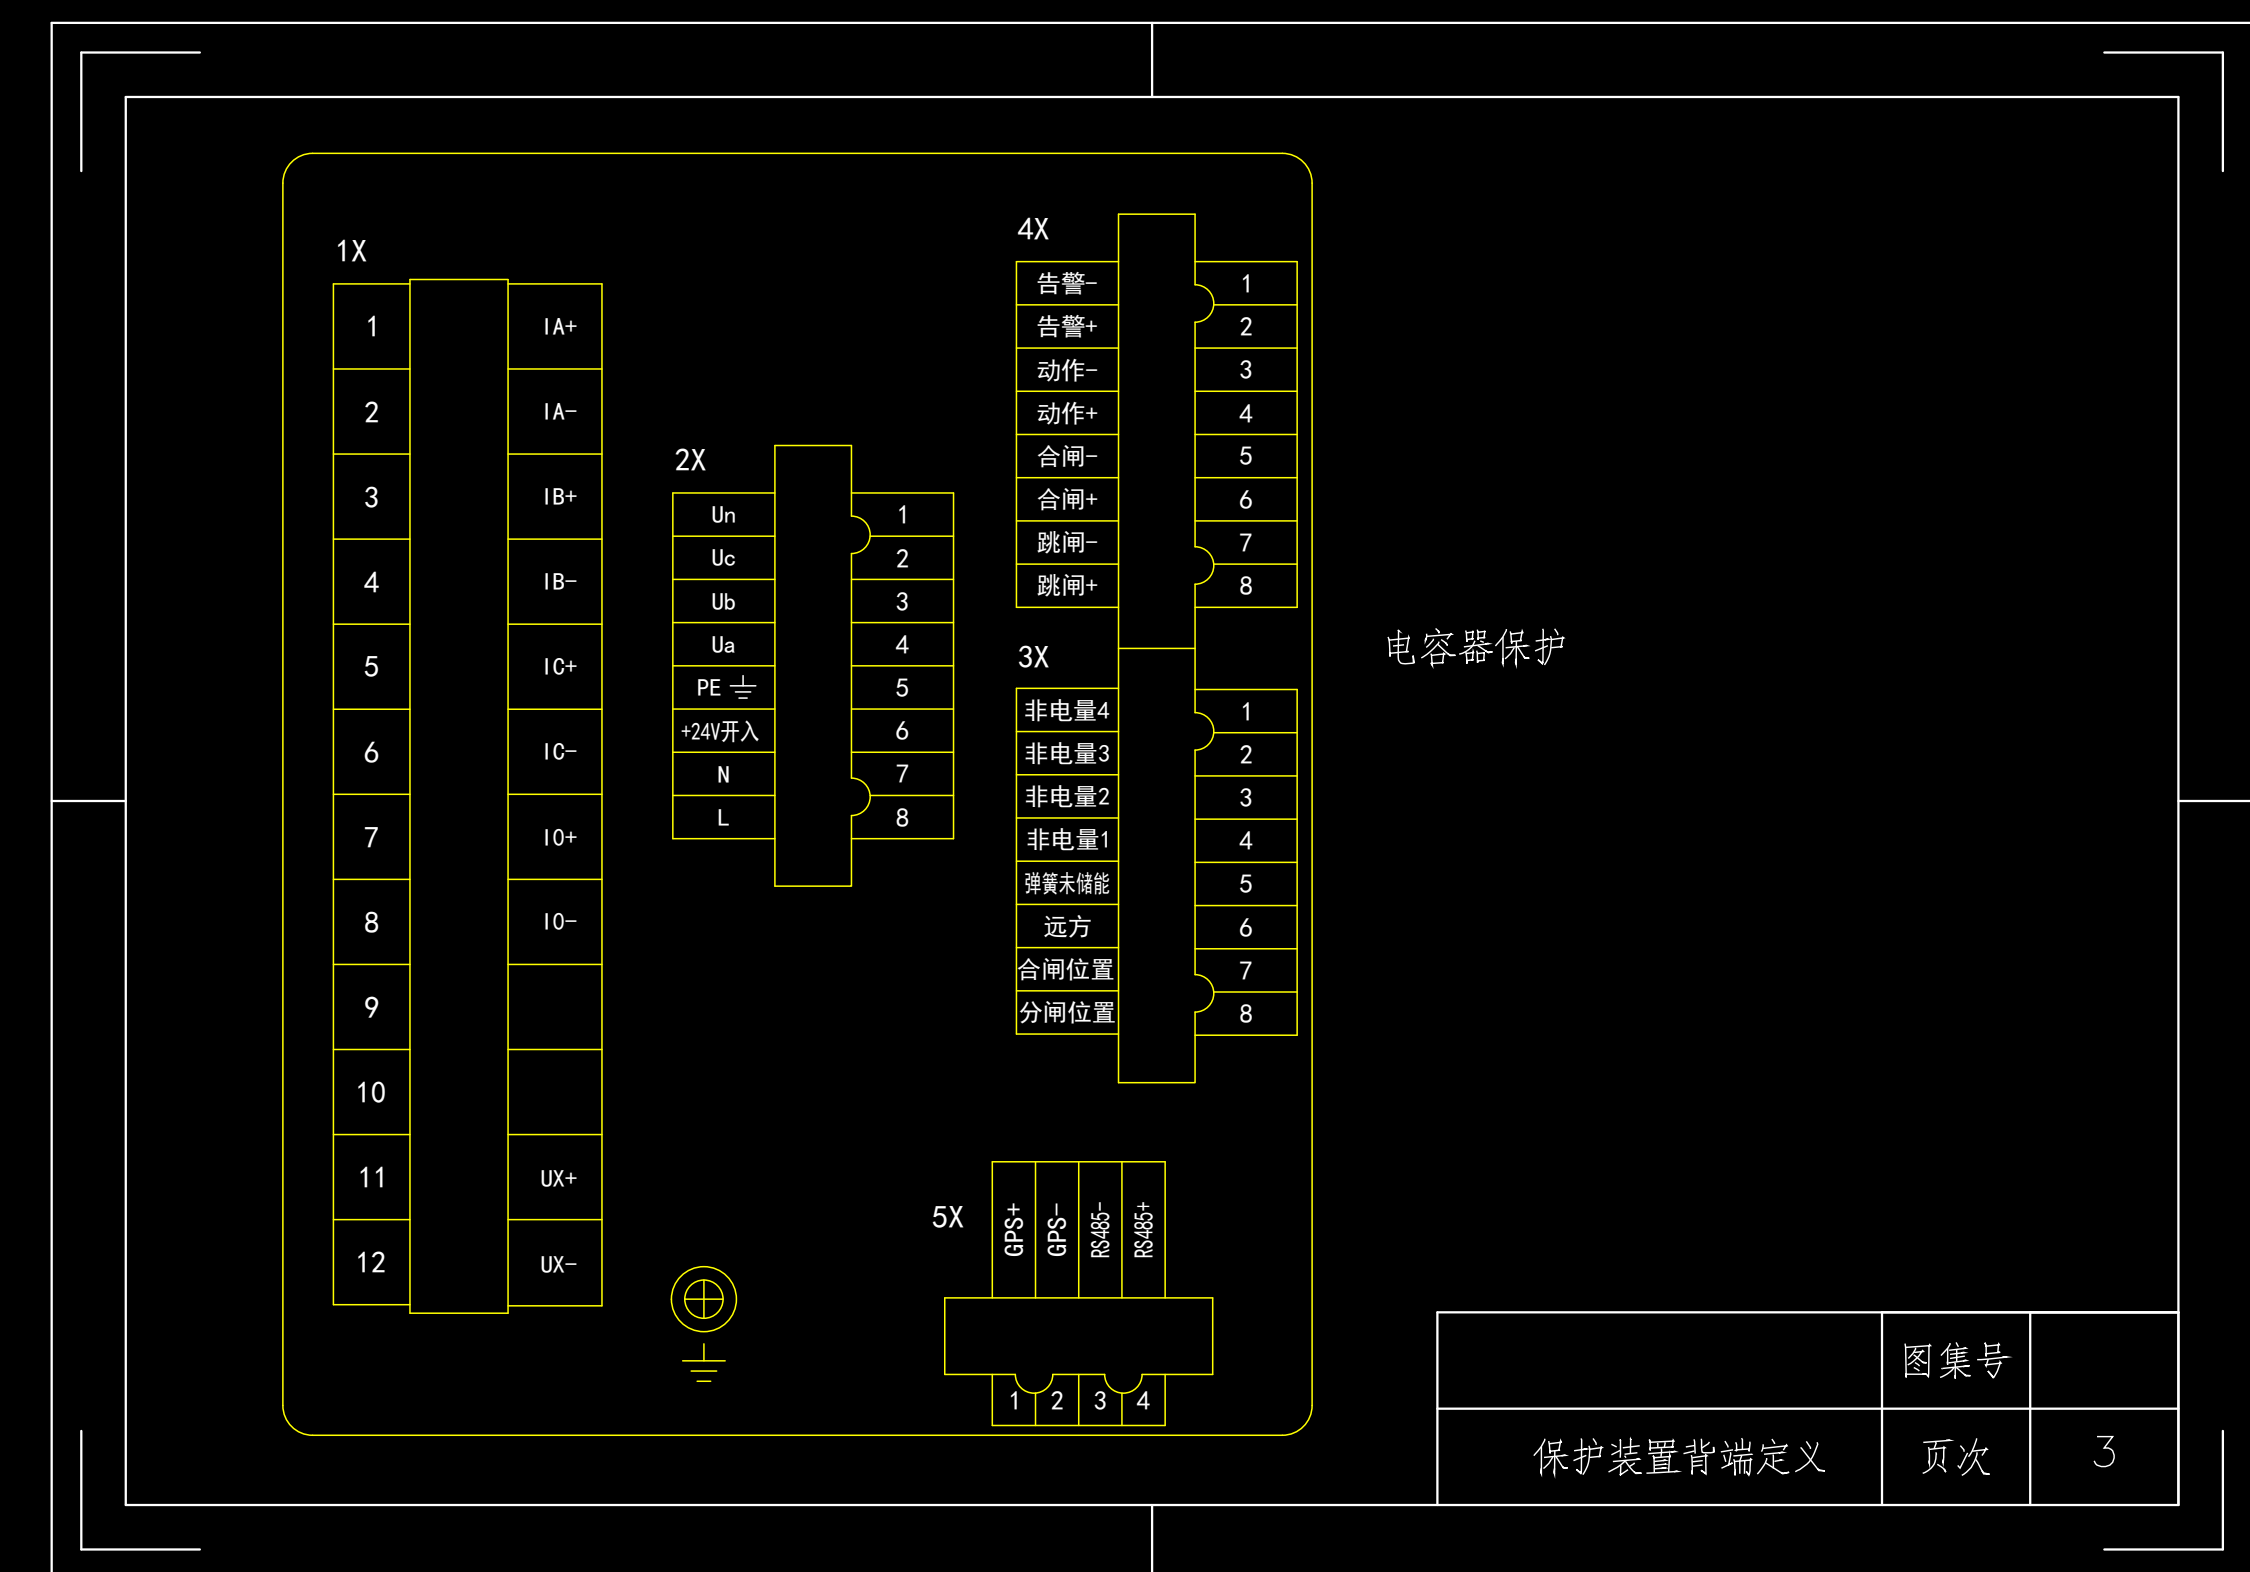 1X
1 IA+
2 IA-
3 IB+
4 IB-
5 IC+
6 IC-
7 I0+
8 I0-
9
10
11 UX+
12 UX-
2X
Un 1
Uc 2
Ub 3
Ua 4
PE 5
+24V开入 6
N 7
L 8
4X
告警- 1
告警+ 2
动作- 3
动作+ 4
合闸- 5
合闸+ 6
跳闸- 7
跳闸+ 8
3X
非电量4 1
非电量3 2
非电量2 3
非电量1 4
弹簧未储能 5
远方 6
合闸位置 7
分闸位置 8
5X
GPS+
GPS-
RS485-
RS485+
1 2 3 4
电容器保护
图集号
保护装置背端定义 页次 3